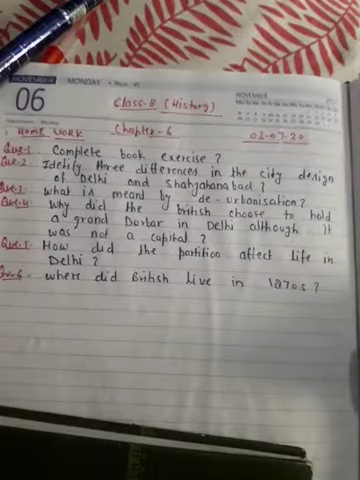 NOVEMBER MONDAY
06
Class-8 (History)
NOVEMBER
Home Work Chapter-6 02-07-20
Que-1 Complete book exercise ?
Que-2. Idetify three differences in the city design
of Delhi and Shahjahanabad ?
Que-3. what is meant by de-urbanisation ?
Que-4. Why did the british choose to hold
a grand Durbar in Delhi although it
was not a capital ?
Que-5. How did the partition affect life in
Delhi ?
Que-6. where did British live in 1870s ?